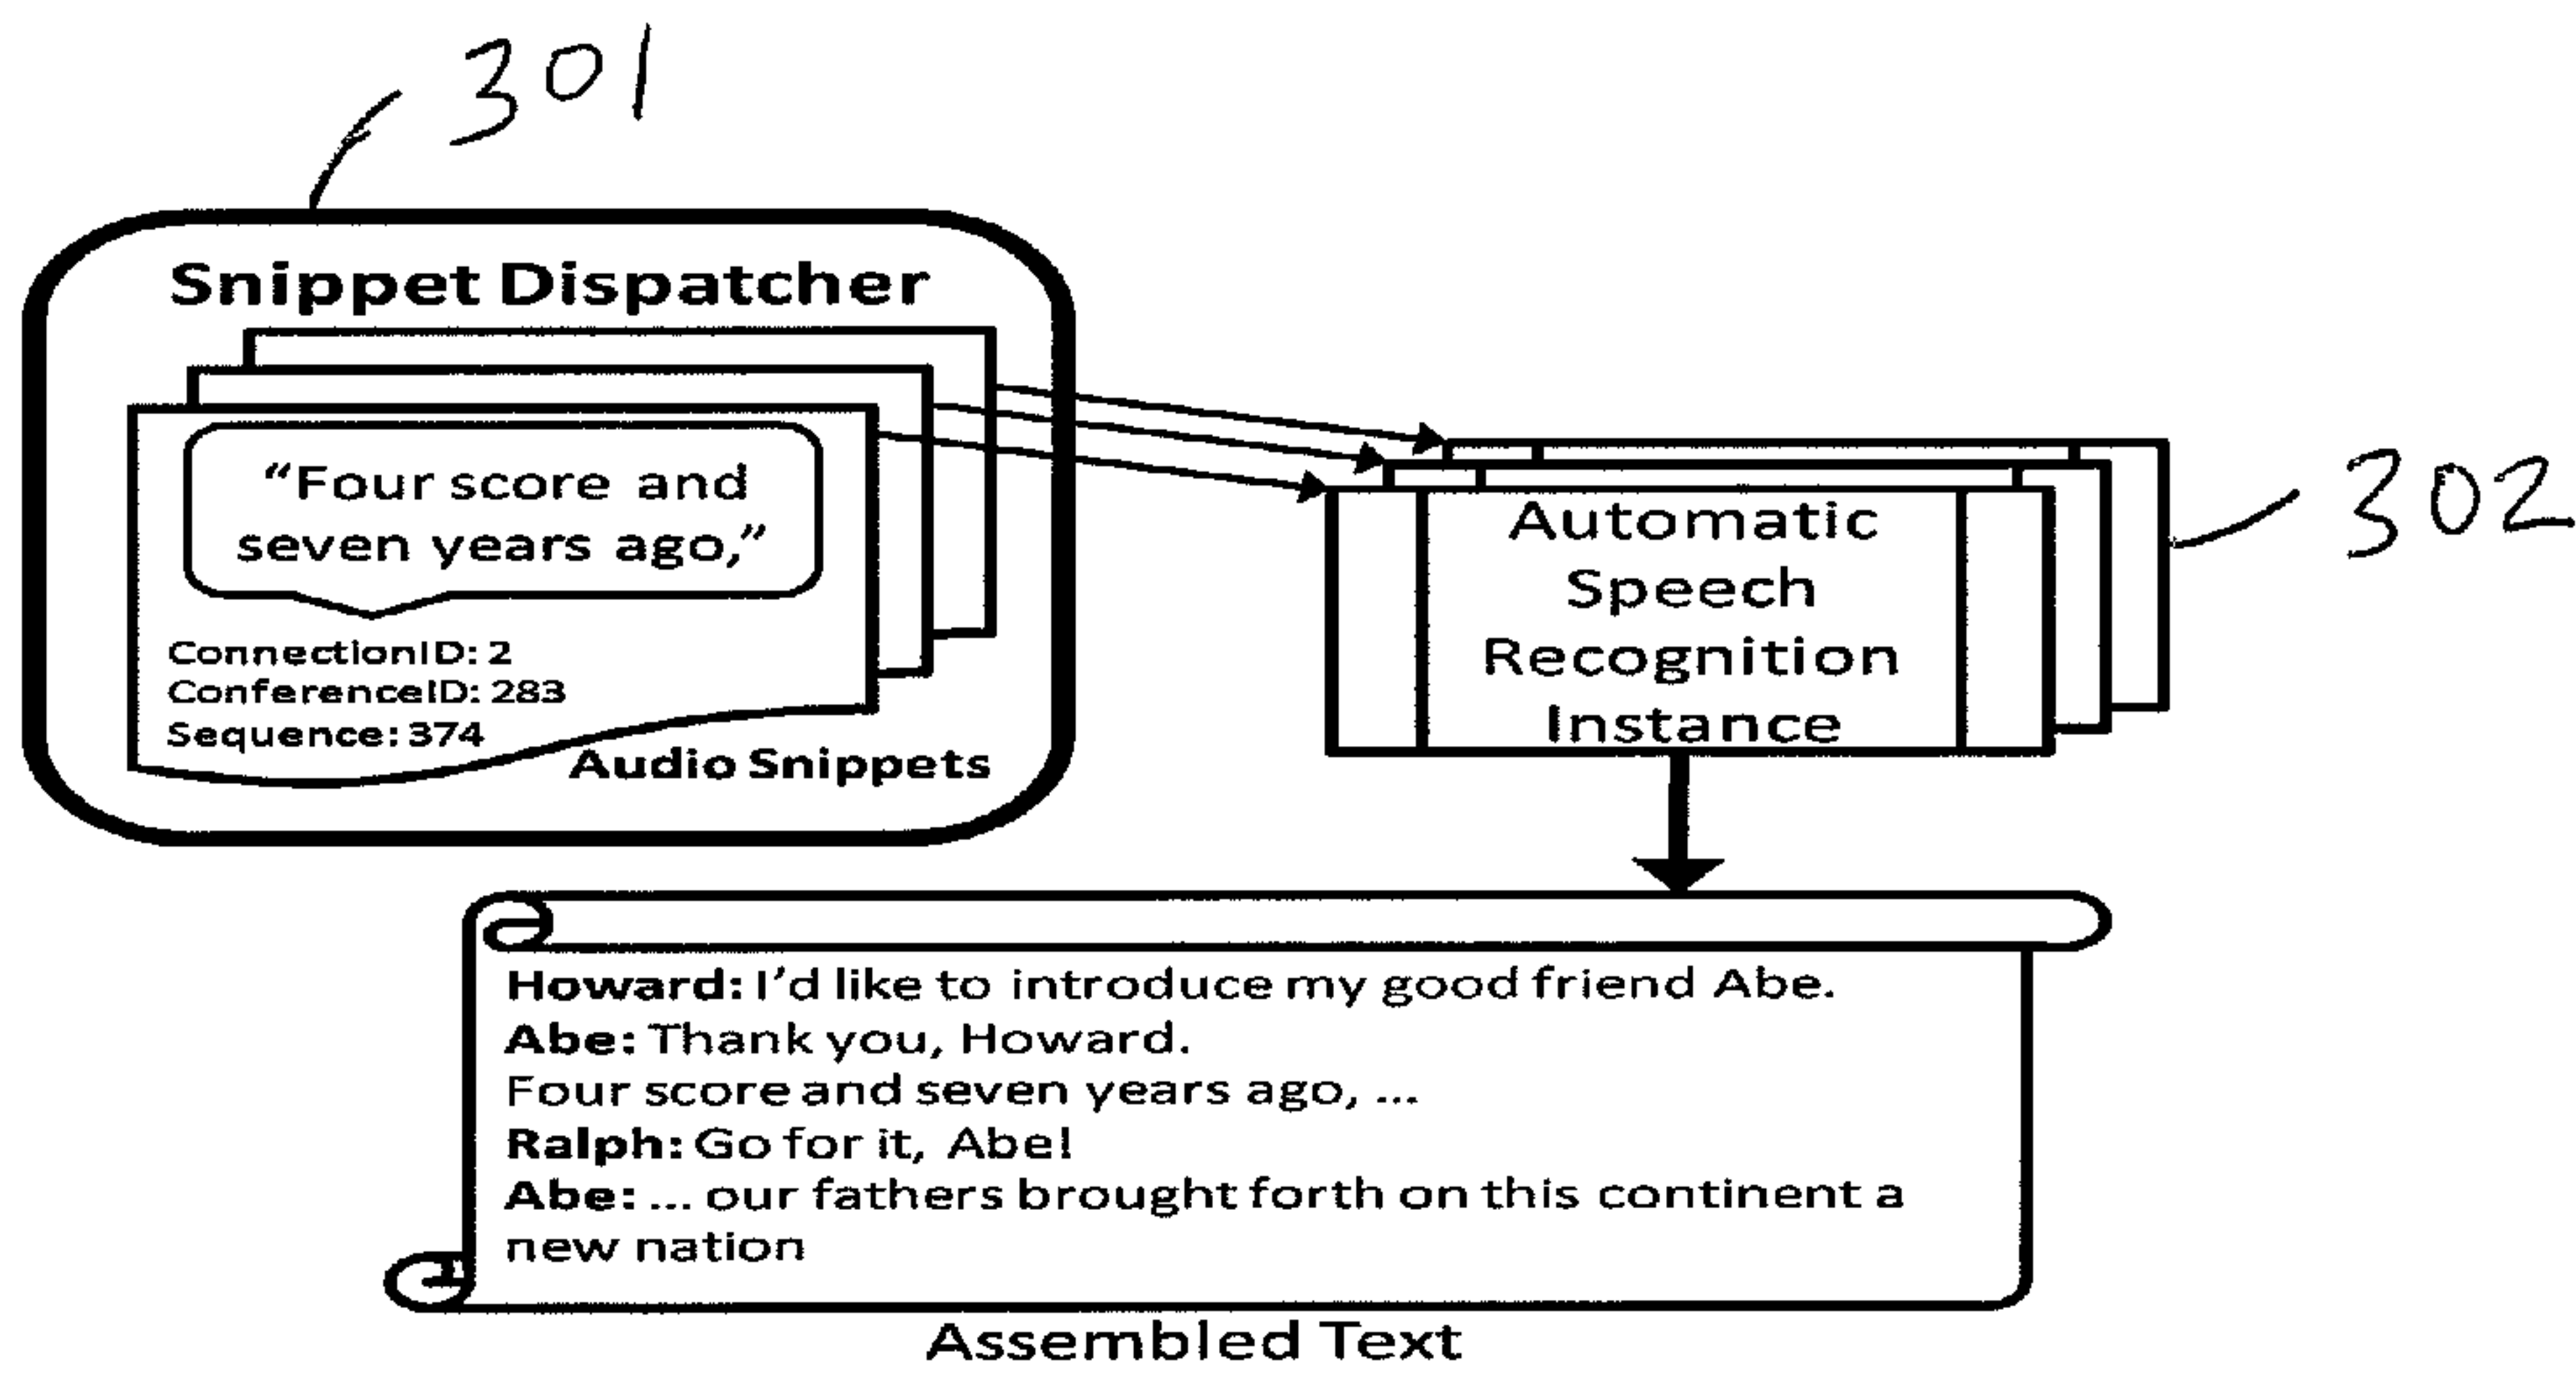 301
Snippet Dispatcher
“Four score and
seven years ago,”
ConnectionID: 2
ConferenceID: 283
Sequence: 374
Audio Snippets
Automatic
Speech
Recognition
Instance
302
Howard: I’d like to introduce my good friend Abe.
Abe: Thank you, Howard.
Four score and seven years ago, ...
Ralph: Go for it, Abe!
Abe: ... our fathers brought forth on this continent a
new nation
Assembled Text